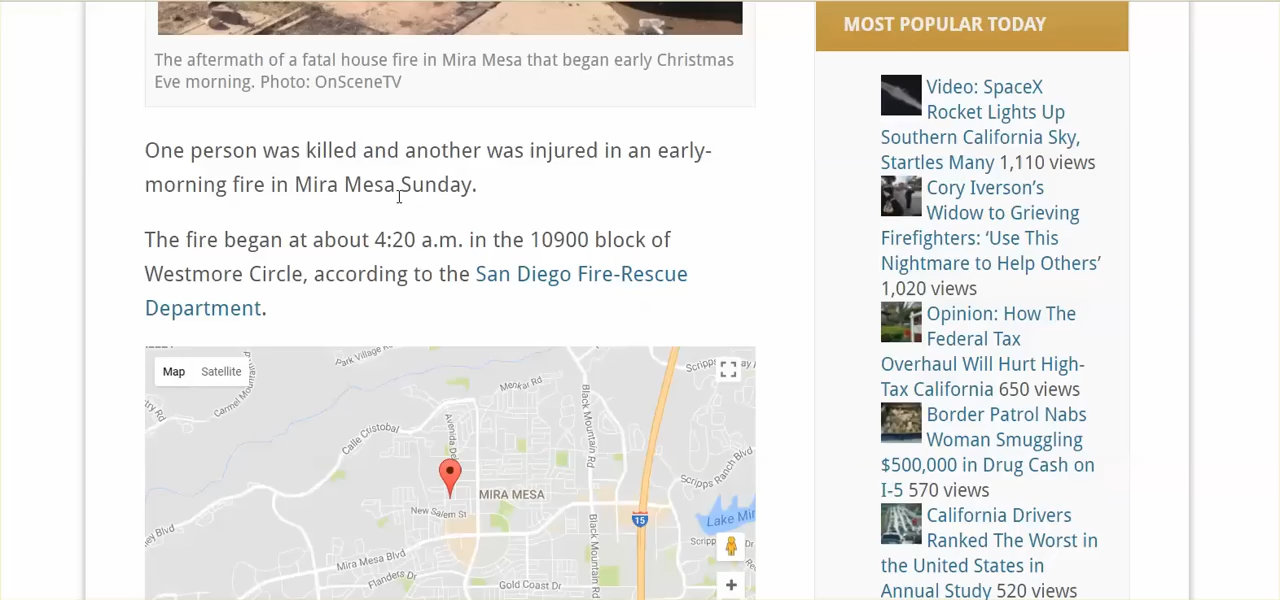 The aftermath of a fatal house fire in Mira Mesa that began early Christmas
Eve morning. Photo: OnSceneTV
One person was killed and another was injured in an early-
morning fire in Mira Mesa Sunday.
The fire began at about 4:20 a.m. in the 10900 block of
Westmore Circle, according to the San Diego Fire-Rescue
Department.
Map Satellite
Park Village Rd
Carmel Mount
Menkar Rd
Scripps
Black Mountain Rd
Calle Cristobal
Avenida De
Scripps Ranch Blvd
MIRA MESA
New Salem St
15
Lake Mir
Black Mountain Rd
Scripp
Mira Mesa Blvd
Flanders Dr
Gold Coast Dr
MOST POPULAR TODAY
Video: SpaceX
Rocket Lights Up
Southern California Sky,
Startles Many 1,110 views
Cory Iverson’s
Widow to Grieving
Firefighters: ‘Use This
Nightmare to Help Others’
1,020 views
Opinion: How The
Federal Tax
Overhaul Will Hurt High-
Tax California 650 views
Border Patrol Nabs
Woman Smuggling
$500,000 in Drug Cash on
I-5 570 views
California Drivers
Ranked The Worst in
the United States in
Annual Study 520 views